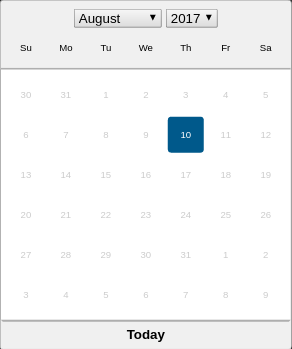 August 2017
Su Mo Tu We Th Fr Sa
30 31 1 2 3 4 5
6 7 8 9 10 11 12
13 14 15 16 17 18 19
20 21 22 23 24 25 26
27 28 29 30 31 1 2
3 4 5 6 7 8 9
Today